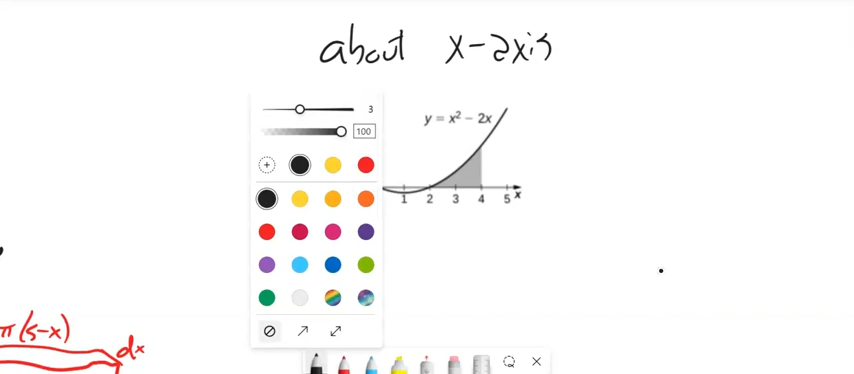 about x-axis
3
y = x² − 2x
100
1 2 3 4 5 x
π(5-x)
dx